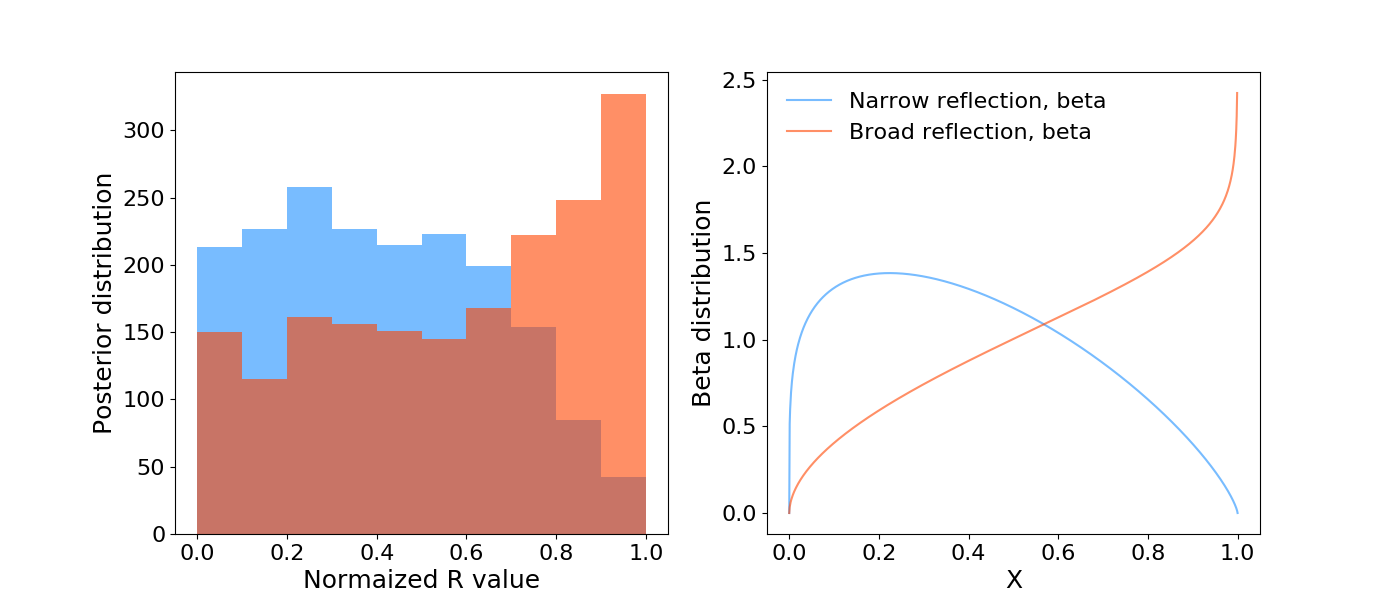 300
250
200
150
100
50
0
0.0 0.2 0.4 0.6 0.8 1.0
Normaized R value
Posterior distribution
2.5
2.0
1.5
1.0
0.5
0.0
0.0 0.2 0.4 0.6 0.8 1.0
X
Beta distribution
Narrow reflection, beta
Broad reflection, beta